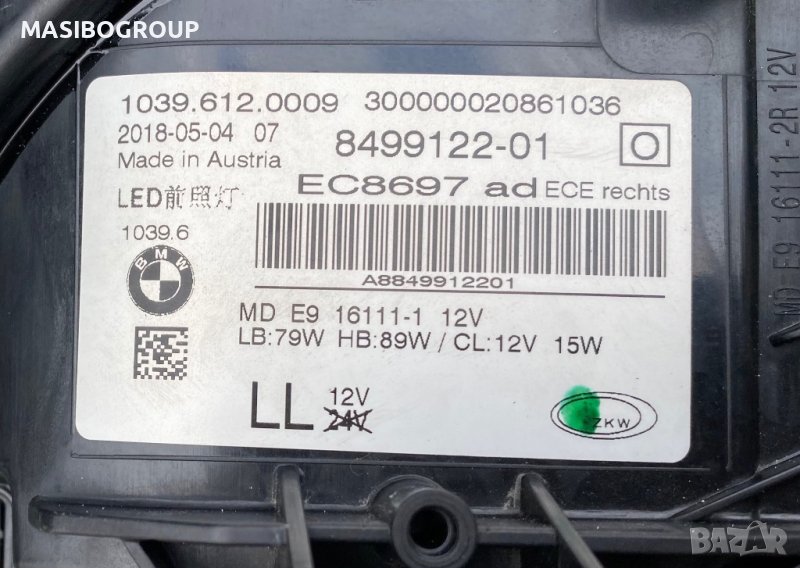 MASIBOGROUP
1039.612.0009 300000020861036
2018-05-04 07
8499122-01
O
Made in Austria
EC8697 ad ECE rechts
LED前照灯
1039.6
BMW
A8849912201
MD E9 16111-1 12V
LB:79W HB:89W / CL:12V 15W
LL
12V
24V
ZKW
MD E9 16111-2R 12V
BAZAR